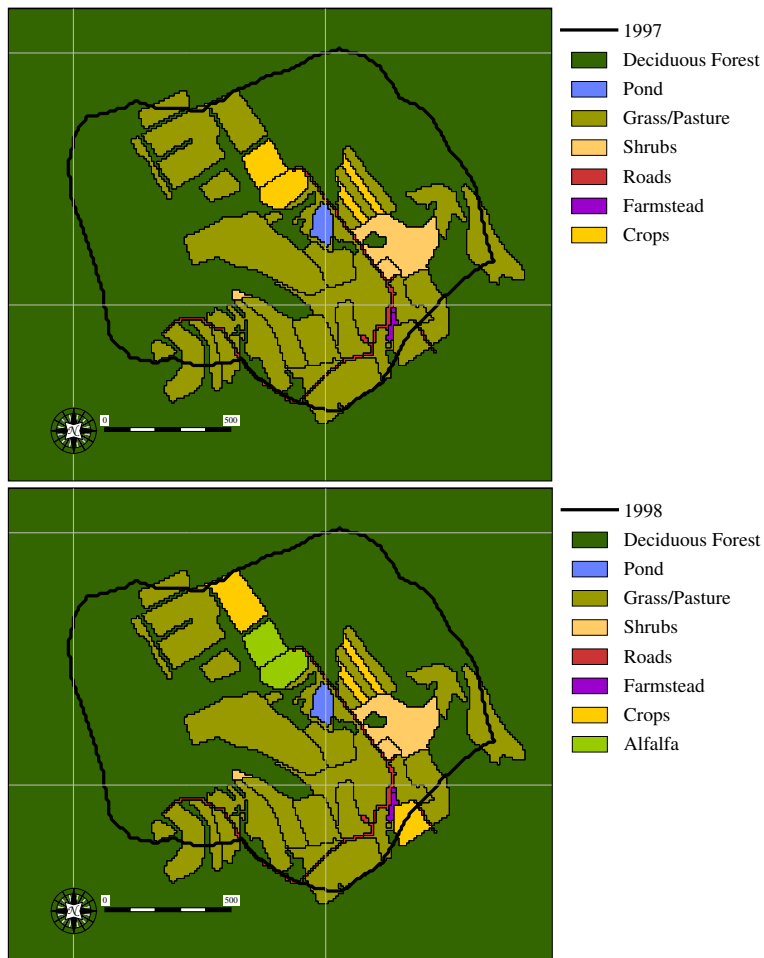 1997
Deciduous Forest
Pond
Grass/Pasture
Shrubs
Roads
Farmstead
Crops
N
0 500
1998
Deciduous Forest
Pond
Grass/Pasture
Shrubs
Roads
Farmstead
Crops
Alfalfa
N
0 500